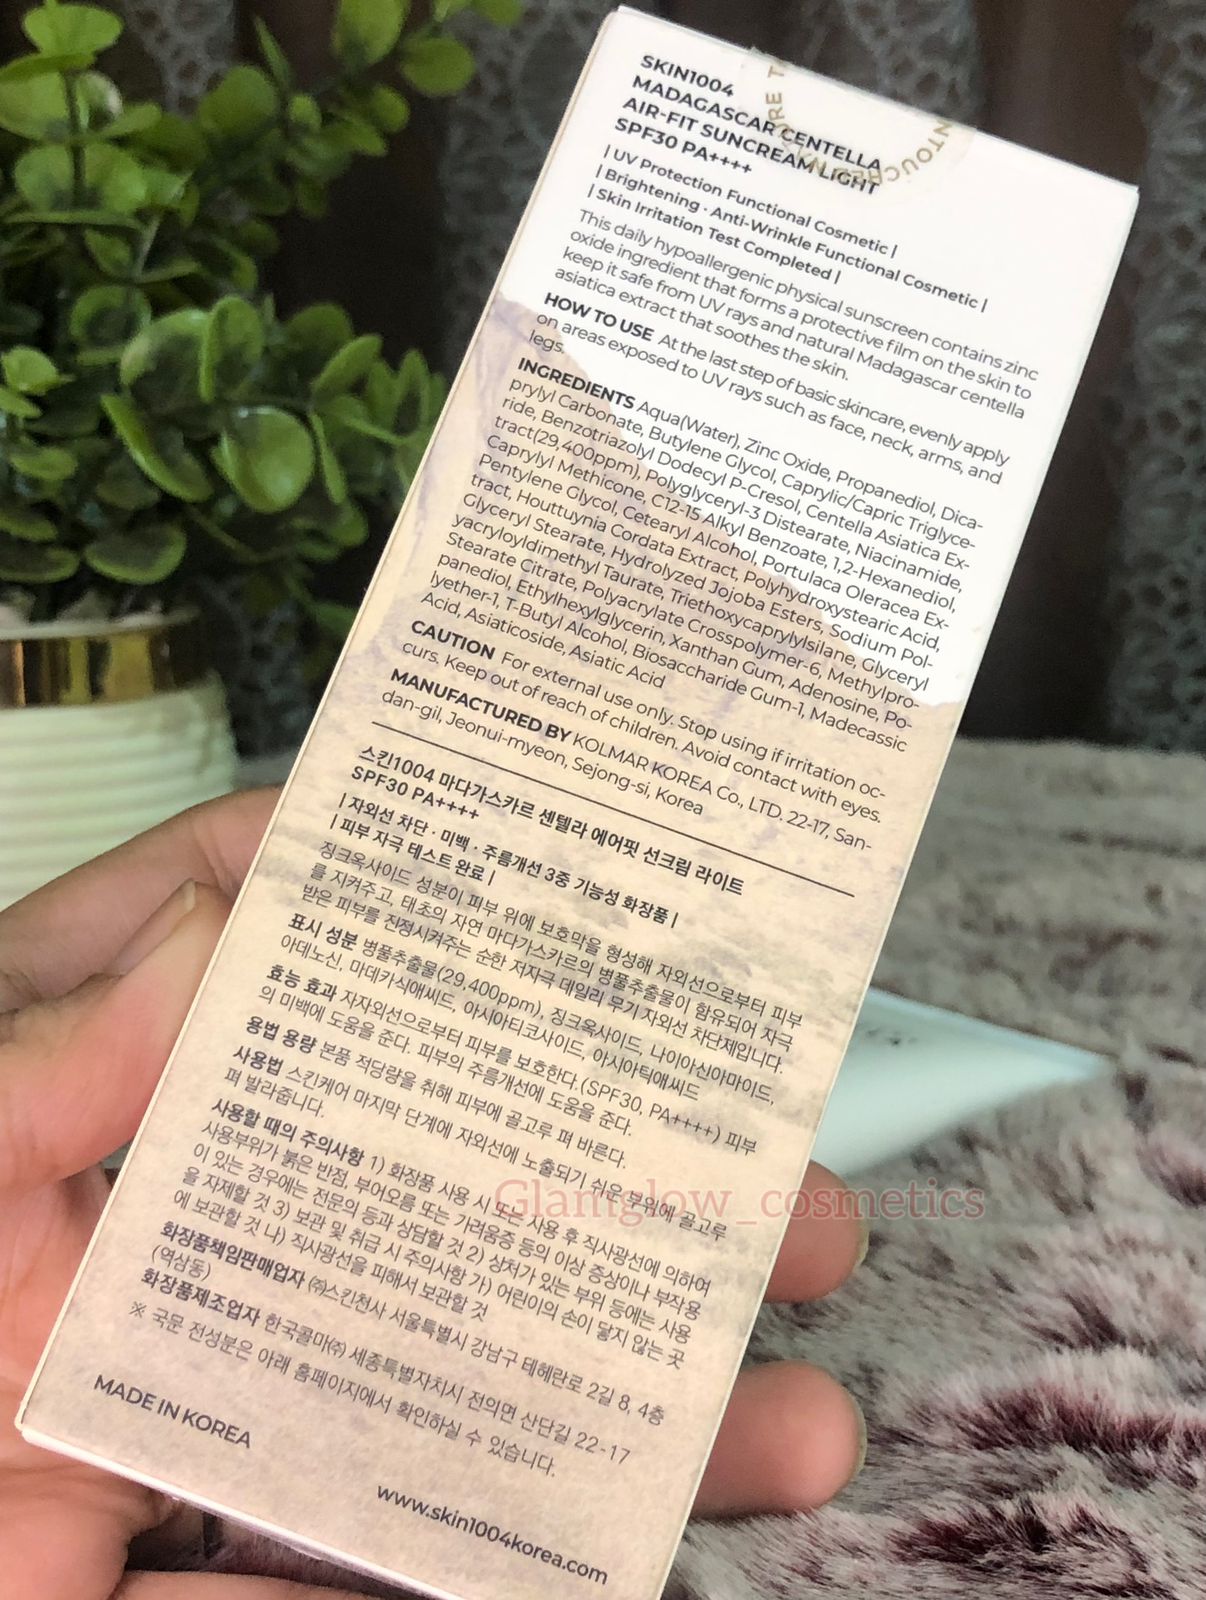 SKIN1004
MADAGASCAR CENTELLA
AIR-FIT SUNCREAM LIGHT
SPF30 PA++++
| UV Protection Functional Cosmetic |
| Brightening · Anti-Wrinkle Functional Cosmetic |
| Skin Irritation Test Completed |
This daily hypoallergenic physical sunscreen contains zinc
oxide ingredient that forms a protective film on the skin to
keep it safe from UV rays and natural Madagascar centella
asiatica extract that soothes the skin.
HOW TO USE At the last step of basic skincare, evenly apply
on areas exposed to UV rays such as face, neck, arms, and
legs.
INGREDIENTS Aqua(Water), Zinc Oxide, Propanediol, Dica-
prylyl Carbonate, Butylene Glycol, Caprylic/Capric Triglyce-
ride, Benzotriazolyl Dodecyl P-Cresol, Centella Asiatica Ex-
tract(29,400ppm), Polyglyceryl-3 Distearate, Niacinamide,
Caprylyl Methicone, C12-15 Alkyl Benzoate, 1,2-Hexanediol,
Pentylene Glycol, Cetearyl Alcohol, Portulaca Oleracea Ex-
tract, Houttuynia Cordata Extract, Polyhydroxystearic Acid,
Glyceryl Stearate, Hydrolyzed Jojoba Esters, Sodium Pol-
yacryloyldimethyl Taurate, Triethoxycaprylylsilane, Glyceryl
Stearate Citrate, Polyacrylate Crosspolymer-6, Methylpro-
panediol, Ethylhexylglycerin, Xanthan Gum, Adenosine, Po-
lyether-1, T-Butyl Alcohol, Biosaccharide Gum-1, Madecassic
Acid, Asiaticoside, Asiatic Acid
CAUTION For external use only. Stop using if irritation oc-
curs. Keep out of reach of children. Avoid contact with eyes.
MANUFACTURED BY KOLMAR KOREA Co., LTD. 22-17, San-
dan-gil, Jeonui-myeon, Sejong-si, Korea
스킨1004 마다가스카르 센텔라 에어핏 선크림 라이트
SPF30 PA++++
| 자외선 차단 · 미백 · 주름개선 3중 기능성 화장품 |
| 피부 자극 테스트 완료 |
징크옥사이드 성분이 피부 위에 보호막을 형성해 자외선으로부터 피부
를 지켜주고, 태초의 자연 마다가스카르의 병풀추출물이 함유되어 자극
받은 피부를 진정시켜주는 순한 저자극 데일리 무기 자외선 차단제입니다.
표시 성분 병풀추출물(29,400ppm), 징크옥사이드, 나이아신아마이드,
아데노신, 마데카식애씨드, 아시아티코사이드, 아시아틱애씨드
효능 효과 자자외선으로부터 피부를 보호한다.(SPF30, PA++++) 피부
의 미백에 도움을 준다. 피부의 주름개선에 도움을 준다.
용법 용량 본품 적당량을 취해 피부에 골고루 펴 바른다.
사용법 스킨케어 마지막 단계에 자외선에 노출되기 쉬운 부위에 골고루
펴 발라줍니다.
사용할 때의 주의사항 1) 화장품 사용 시 또는 사용 후 직사광선에 의하여
사용부위가 붉은 반점, 부어오름 또는 가려움증 등의 이상 증상이나 부작용
이 있는 경우에는 전문의 등과 상담할 것 2) 상처가 있는 부위 등에는 사용
을 자제할 것 3) 보관 및 취급 시 주의사항 가) 어린이의 손이 닿지 않는 곳
에 보관할 것 나) 직사광선을 피해서 보관할 것
화장품책임판매업자 ㈜스킨천사 서울특별시 강남구 테헤란로 2길 8, 4층
(역삼동)
화장품제조업자 한국콜마㈜ 세종특별자치시 전의면 산단길 22-17
※ 국문 전성분은 아래 홈페이지에서 확인하실 수 있습니다.
MADE IN KOREA
www.skin1004korea.com
Glamglow_cosmetics